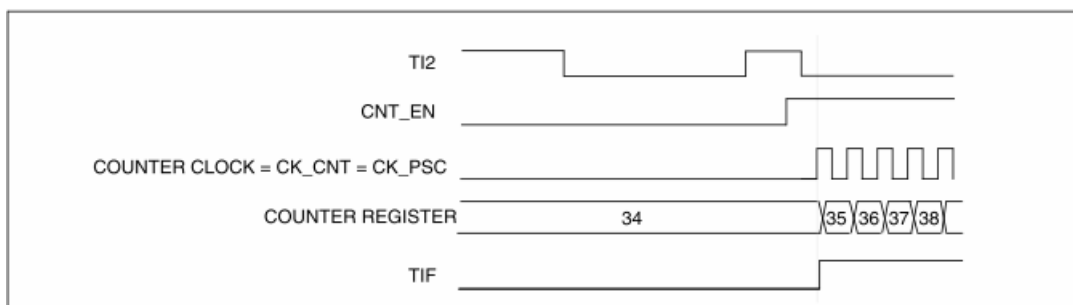 TI2
CNT_EN
COUNTER CLOCK = CK_CNT = CK_PSC
COUNTER REGISTER 34 35 36 37 38
TIF